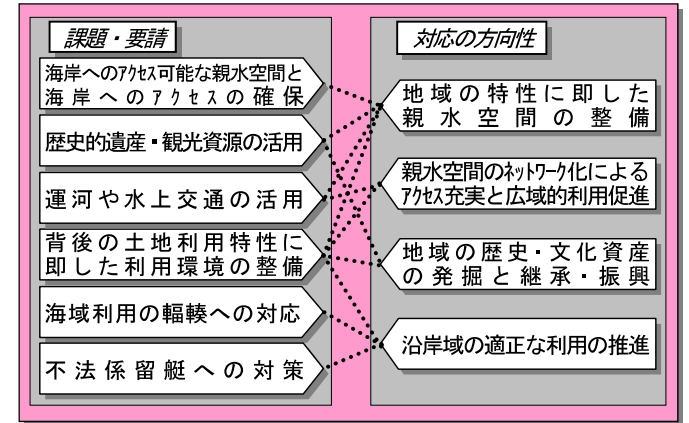 課題・要請
海岸へのアクセス可能な親水空間と
海岸へのアクセスの確保
歴史的遺産・観光資源の活用
運河や水上交通の活用
背後の土地利用特性に
即した利用環境の整備
海域利用の輻輳への対応
不法係留艇への対策
対応の方向性
地域の特性に即した
親水空間の整備
親水空間のネットワーク化による
アクセス充実と広域的利用促進
地域の歴史・文化資産
の発掘と継承・振興
沿岸域の適正な利用の推進